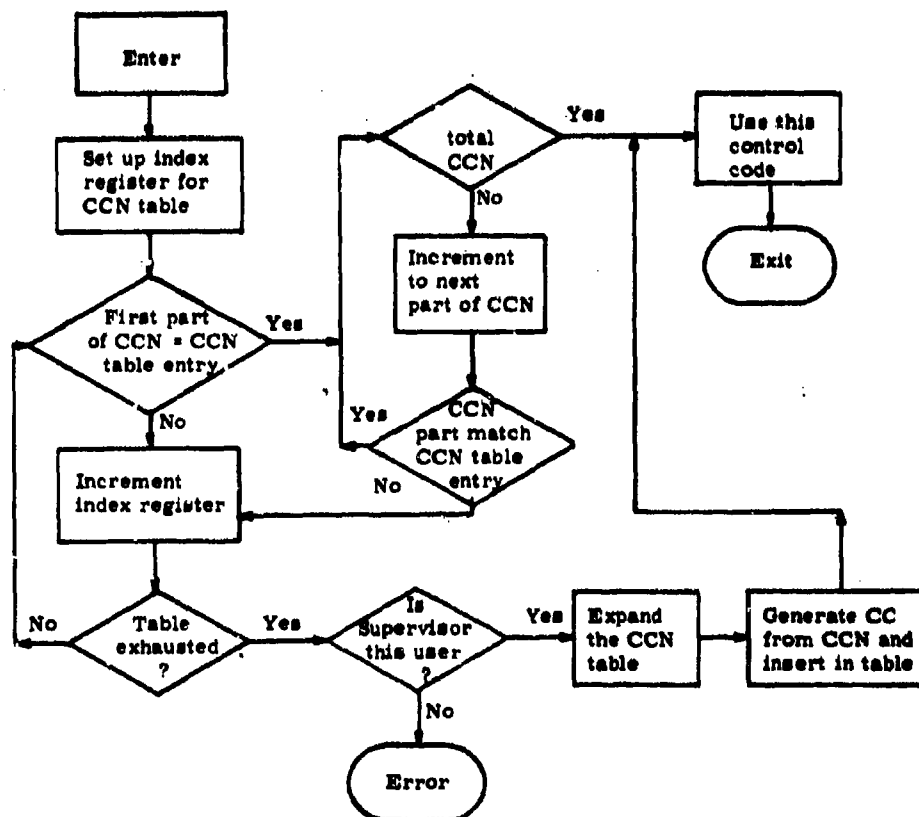 Enter
Set up index
register for
CCN table
First part
of CCN = CCN
table entry
Yes
No
Increment
index register
Table
exhausted
?
No
Yes
total
CCN
Yes
No
Increment
to next
part of CCN
CCN
part match
CCN table
entry
Yes
No
Use this
control
code
Exit
Is
Supervisor
this user
?
Yes
No
Error
Expand
the CCN
table
Generate CC
from CCN and
insert in table